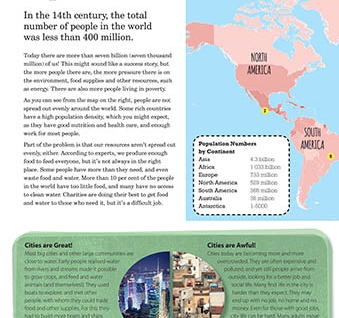 In the 14th century, the total
number of people in the world
was less than 400 million.
Today there are more than seven billion (seven thousand
million) of us! This might sound like a success story, but
the more people there are, the more pressure there is on
the environment, food supplies and other resources, such
as energy. There are also more people living in poverty.
As you can see from the map on the right, people are not
spread out evenly around the world. Some rich countries
have a high population density, which you might expect,
as they have good nutrition and health care, and enough
work for most people.
Part of the problem is that our resources aren't spread out
evenly, either. According to experts, we produce enough
food to feed everyone, but it's not always in the right
place. Some people have more than they need, and even
waste food and water. More than 10 per cent of the people
in the world have too little food, and many have no access
to clean water. Charities are doing their best to get food
and water to those who need it, but it's a difficult job.
NORTH
AMERICA
2
SOUTH
AMERICA
Population Numbers
by Continent
Asia 4.3 billion
Africa 1 033 billion
Europe 733 million
North America 529 million
South America 386 million
Australia 38 million
Antarctica 1-5000
Cities are Great!
Most big cities and other large communities are
close to water. Early people realised water
from rivers and streams made it possible
to grow crops, and feed and water
animals (and themselves!). They used
boats to explore, and met other
people, with whom they could trade
food and other supplies. For this, they
had to build more boats and ships
Cities are Awful!
Cities today are becoming more and more
overcrowded. They are often expensive and
polluted, and yet still people arrive from
outside, looking for a better job and
social life. Many find life in the city is
harder than they expect. They may
end up with no job, no home and no
money. Even for those with good jobs,
city life can be hard. Many adults move